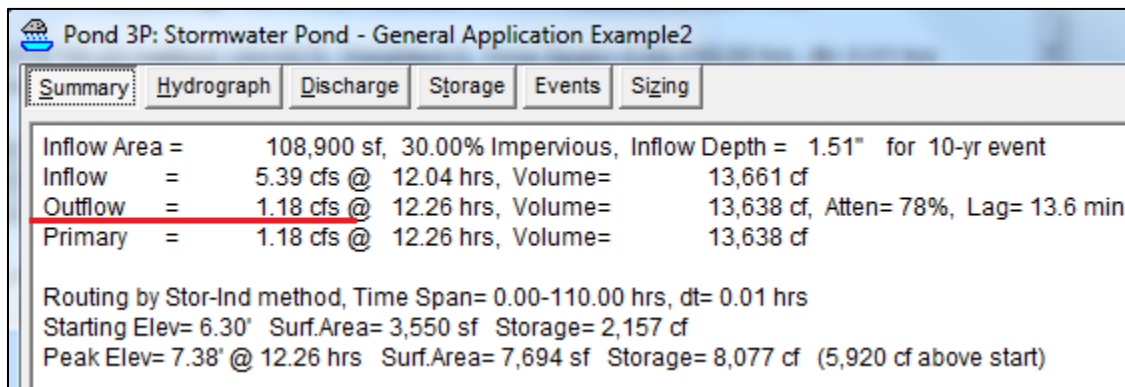 Pond 3P: Stormwater Pond - General Application Example2
Summary Hydrograph Discharge Storage Events Sizing
Inflow Area = 108,900 sf, 30.00% Impervious, Inflow Depth = 1.51" for 10-yr event
Inflow = 5.39 cfs @ 12.04 hrs, Volume= 13,661 cf
Outflow = 1.18 cfs @ 12.26 hrs, Volume= 13,638 cf, Atten= 78%, Lag= 13.6 min
Primary = 1.18 cfs @ 12.26 hrs, Volume= 13,638 cf
Routing by Stor-Ind method, Time Span= 0.00-110.00 hrs, dt= 0.01 hrs
Starting Elev= 6.30' Surf.Area= 3,550 sf Storage= 2,157 cf
Peak Elev= 7.38' @ 12.26 hrs Surf.Area= 7,694 sf Storage= 8,077 cf (5,920 cf above start)